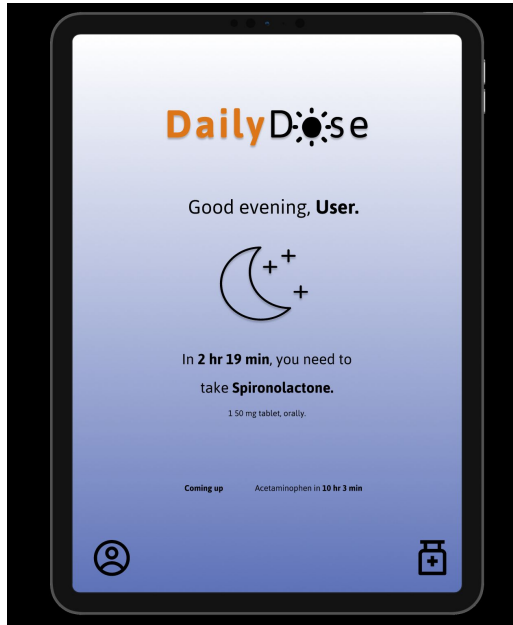 DailyDose
Good evening, User.
In 2 hr 19 min, you need to
take Spironolactone.
1 50 mg tablet, orally.
Coming up Acetaminophen in 10 hr 3 min